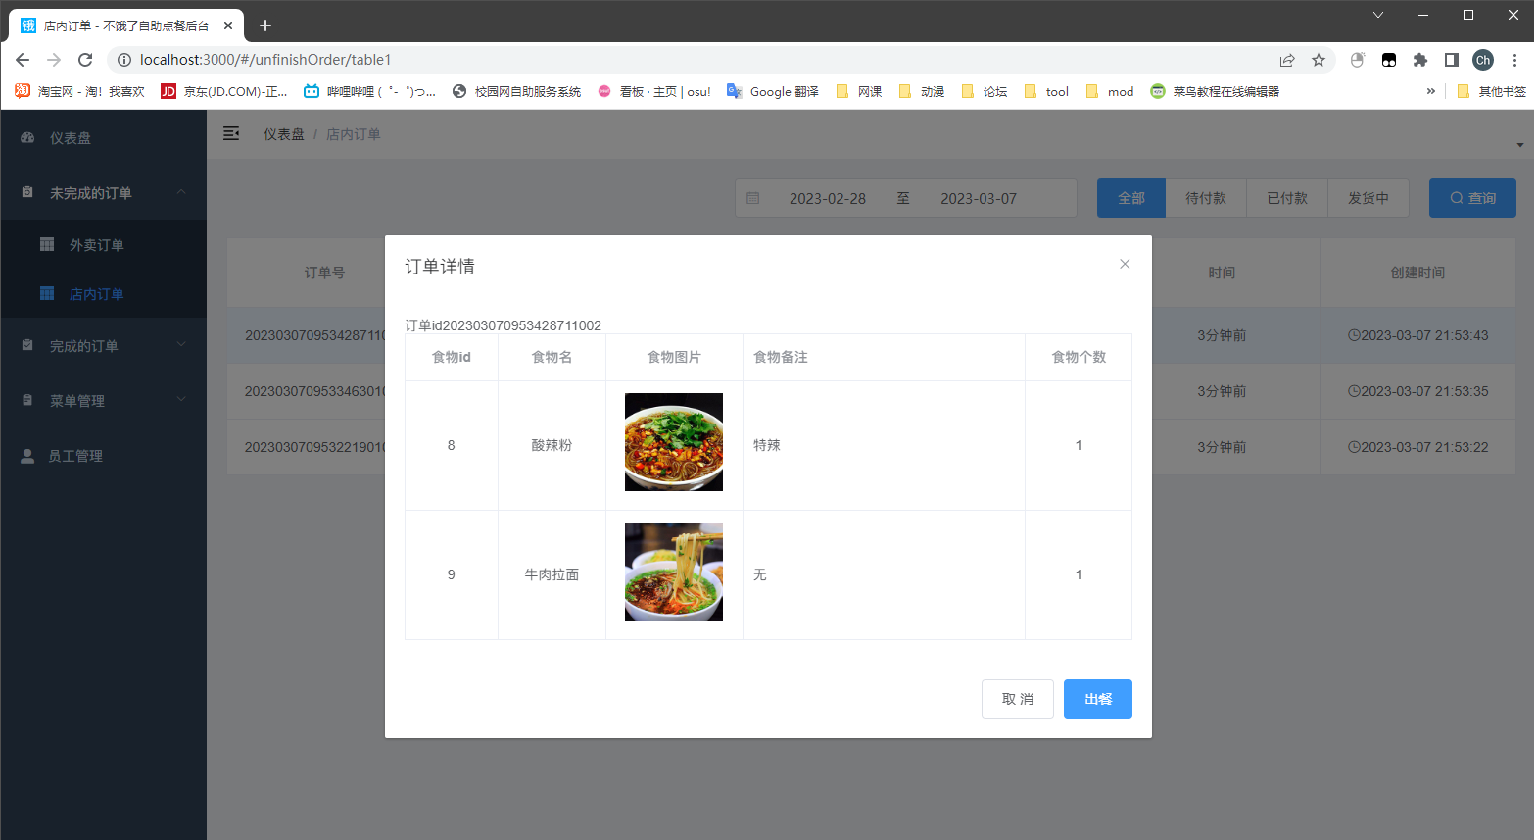 店内订单 - 不饿了自助点餐后台
localhost:3000/#/unfinishOrder/table1
Ch
淘宝网 - 淘！我喜欢 京东(JD.COM)-正... 哔哩哔哩 ( ゜- ゜)つ... 校园网自助服务系统 看板 · 主页 | osu! Google 翻译 网课 动漫 论坛 tool mod 菜鸟教程在线编辑器 » 其他书签
仪表盘 / 店内订单
仪表盘
未完成的订单
外卖订单
店内订单
完成的订单
菜单管理
员工管理
2023-02-28 至 2023-03-07 全部 待付款 已付款 发货中 查询
订单号 时间 创建时间
2023030709534287110 3分钟前 2023-03-07 21:53:43
2023030709533463010 3分钟前 2023-03-07 21:53:35
2023030709532219010 3分钟前 2023-03-07 21:53:22
订单详情
订单id202303070953428711002
食物id 食物名 食物图片 食物备注 食物个数
8 酸辣粉 特辣 1
9 牛肉拉面 无 1
取 消 出餐